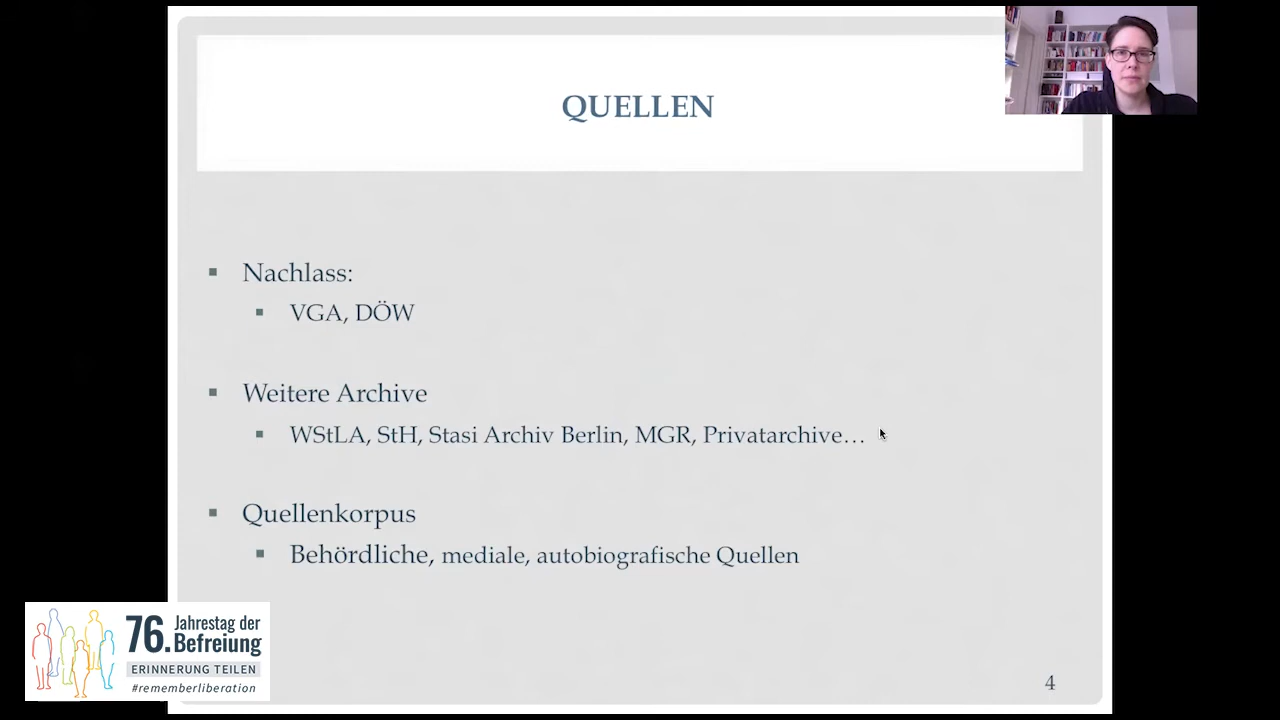 QUELLEN
Nachlass:
VGA, DÖW
Weitere Archive
WStLA, StH, Stasi Archiv Berlin, MGR, Privatarchive…
Quellenkorpus
Behördliche, mediale, autobiografische Quellen
76. Jahrestag der
Befreiung
ERINNERUNG TEILEN
#rememberliberation
4